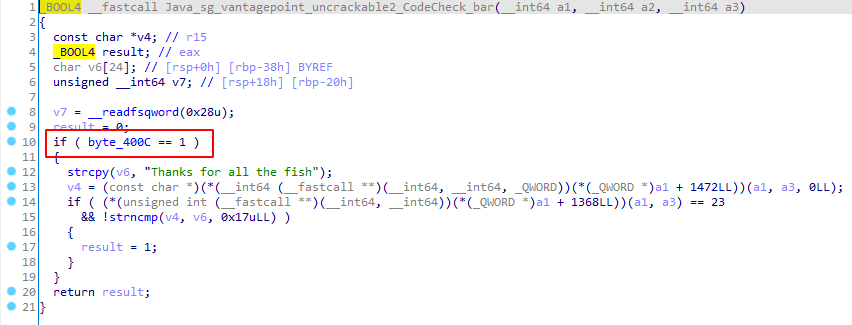 1 _BOOL4 __fastcall Java_sg_vantagepoint_uncrackable2_CodeCheck_bar(__int64 a1, __int64 a2, __int64 a3)
2 {
3 const char *v4; // r15
4 _BOOL4 result; // eax
5 char v6[24]; // [rsp+0h] [rbp-38h] BYREF
6 unsigned __int64 v7; // [rsp+18h] [rbp-20h]
7
8 v7 = __readfsqword(0x28u);
9 result = 0;
10 if ( byte_400C == 1 )
11 {
12 strcpy(v6, "Thanks for all the fish");
13 v4 = (const char *)(*(__int64 (__fastcall **)(__int64, __int64, _QWORD))(*(_QWORD *)a1 + 1472LL))(a1, a3, 0LL);
14 if ( (*(unsigned int (__fastcall **)(__int64, __int64))(*(_QWORD *)a1 + 1368LL))(a1, a3) == 23
15 && !strncmp(v4, v6, 0x17uLL) )
16 {
17 result = 1;
18 }
19 }
20 return result;
21 }